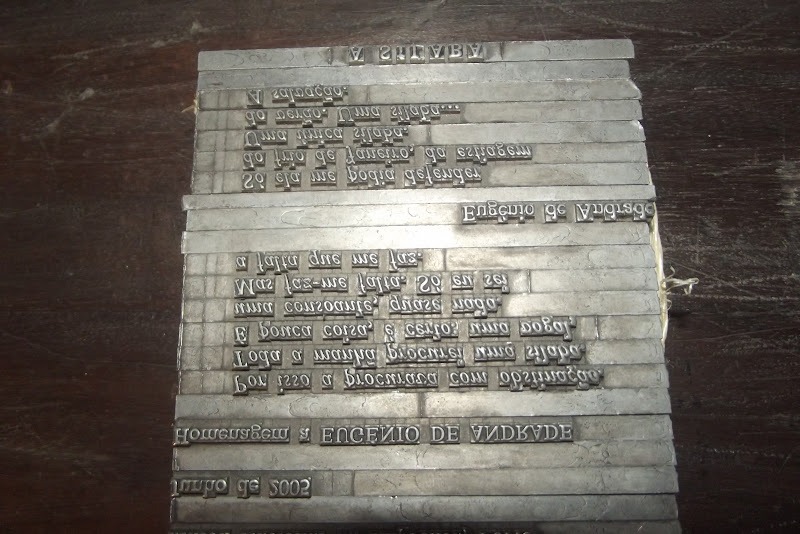 A SÍLABA
A salvação.
do verão. Uma sílaba...
Uma única sílaba.
do frio de janeiro, da estiagem
Só ela me podia defender
Eugénio de Andrade
a falta que me faz.
Mas faz-me falta. Só eu sei
uma consoante, quase nada.
É pouca coisa, é certo: uma vogal,
Toda a manhã procurei uma sílaba.
Por isso a procurava com obstinação.
Homenagem a EUGÉNIO DE ANDRADE
Junho de 2005